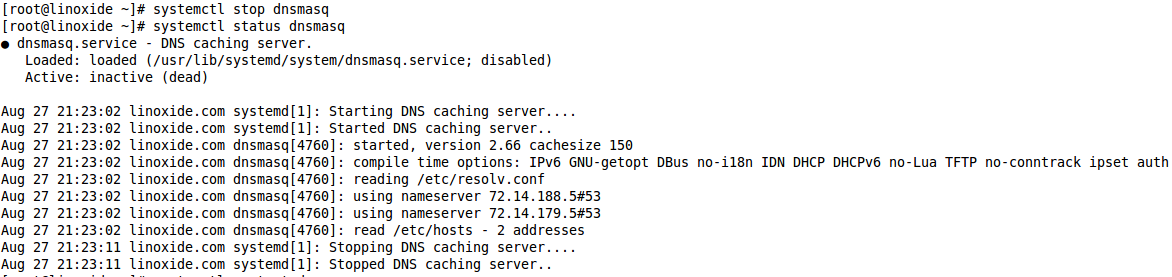 [root@linoxide ~]# systemctl stop dnsmasq
[root@linoxide ~]# systemctl status dnsmasq
● dnsmasq.service - DNS caching server.
   Loaded: loaded (/usr/lib/systemd/system/dnsmasq.service; disabled)
   Active: inactive (dead)

Aug 27 21:23:02 linoxide.com systemd[1]: Starting DNS caching server....
Aug 27 21:23:02 linoxide.com systemd[1]: Started DNS caching server..
Aug 27 21:23:02 linoxide.com dnsmasq[4760]: started, version 2.66 cachesize 150
Aug 27 21:23:02 linoxide.com dnsmasq[4760]: compile time options: IPv6 GNU-getopt DBus no-i18n IDN DHCP DHCPv6 no-Lua TFTP no-conntrack ipset auth
Aug 27 21:23:02 linoxide.com dnsmasq[4760]: reading /etc/resolv.conf
Aug 27 21:23:02 linoxide.com dnsmasq[4760]: using nameserver 72.14.188.5#53
Aug 27 21:23:02 linoxide.com dnsmasq[4760]: using nameserver 72.14.179.5#53
Aug 27 21:23:02 linoxide.com dnsmasq[4760]: read /etc/hosts - 2 addresses
Aug 27 21:23:11 linoxide.com systemd[1]: Stopping DNS caching server....
Aug 27 21:23:11 linoxide.com systemd[1]: Stopped DNS caching server..